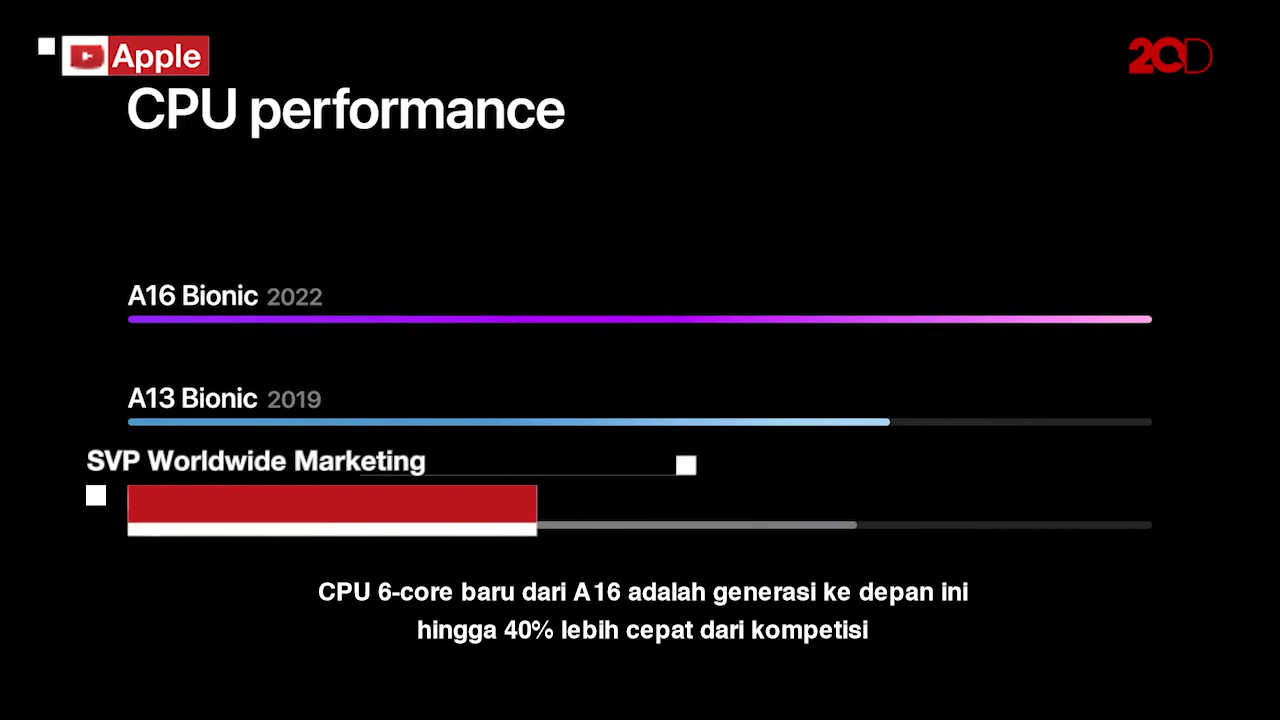 Apple
20D
CPU performance
A16 Bionic 2022
A13 Bionic 2019
SVP Worldwide Marketing
CPU 6-core baru dari A16 adalah generasi ke depan ini
hingga 40% lebih cepat dari kompetisi